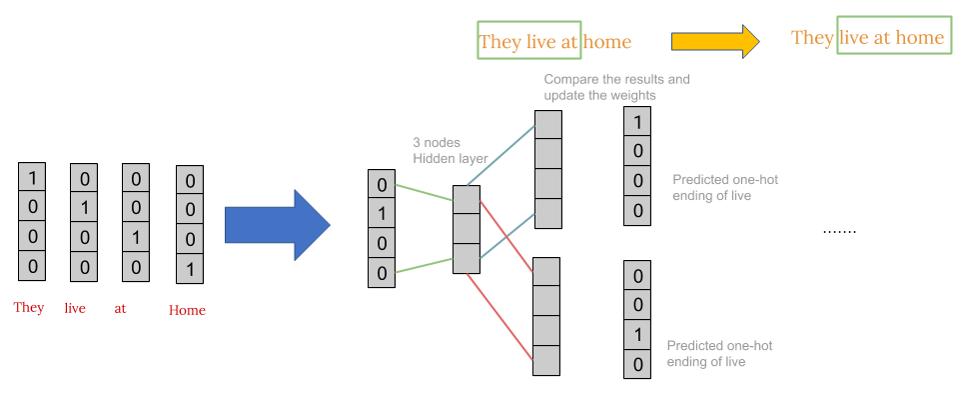 They live at home
They live at home
Compare the results and
update the weights
3 nodes
Hidden layer
1 0 0 0
0 1 0 0
0 0 1 0
0 0 0 1
They live at Home
0
1
0
0
1
0
0
0
Predicted one-hot
ending of live
.......
0
0
1
0
Predicted one-hot
ending of live